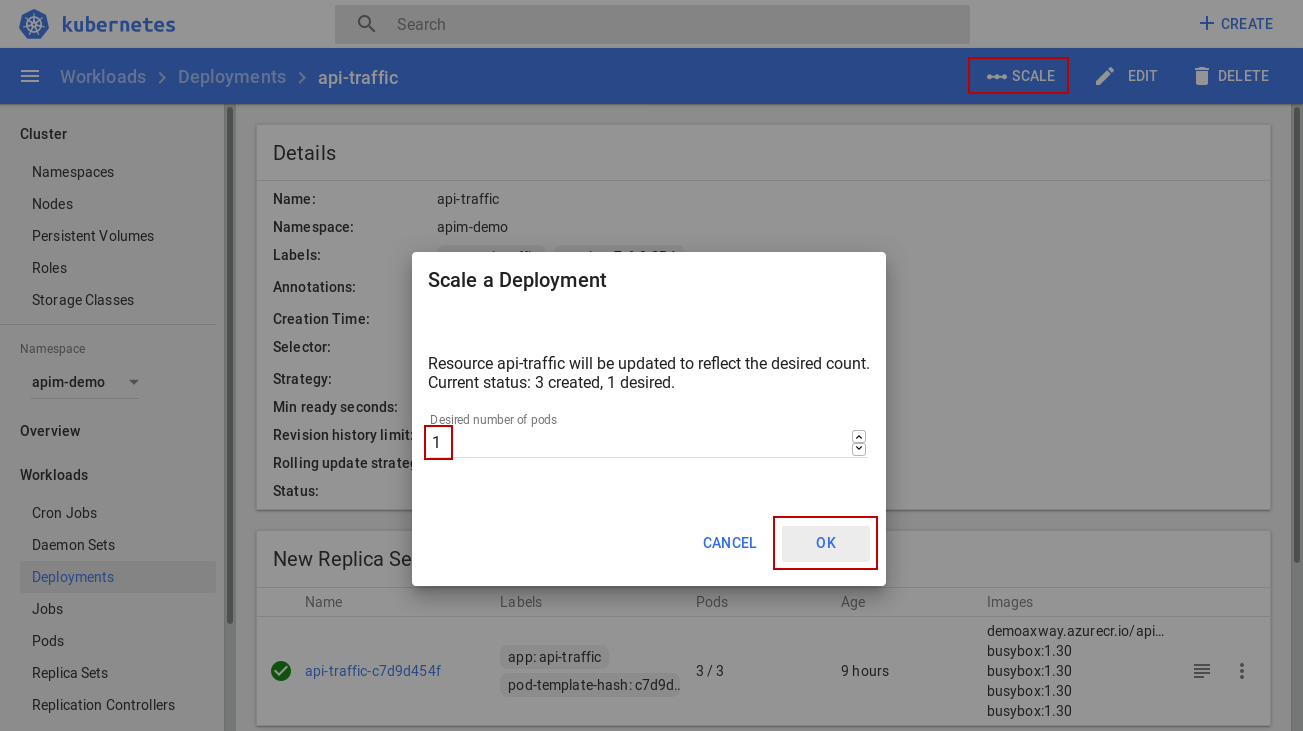 kubernetes
Search
CREATE
Workloads
Deployments
api-traffic
SCALE
EDIT
DELETE
Cluster
Namespaces
Nodes
Persistent Volumes
Roles
Storage Classes
Namespace
apim-demo
Overview
Workloads
Cron Jobs
Daemon Sets
Deployments
Jobs
Pods
Replica Sets
Replication Controllers
Details
Name: api-traffic
Namespace: apim-demo
Labels:
Annotations:
Creation Time:
Selector:
Strategy:
Min ready seconds:
Revision history limit:
Rolling update strateg
Status:
Scale a Deployment
Resource api-traffic will be updated to reflect the desired count.
Current status: 3 created, 1 desired.
Desired number of pods
1
CANCEL
OK
New Replica Se
Name Labels Pods Age Images
api-traffic-c7d9d454f
app: api-traffic
pod-template-hash: c7d9d..
3 / 3
9 hours
demoaxway.azurecr.io/api...
busybox:1.30
busybox:1.30
busybox:1.30
busybox:1.30